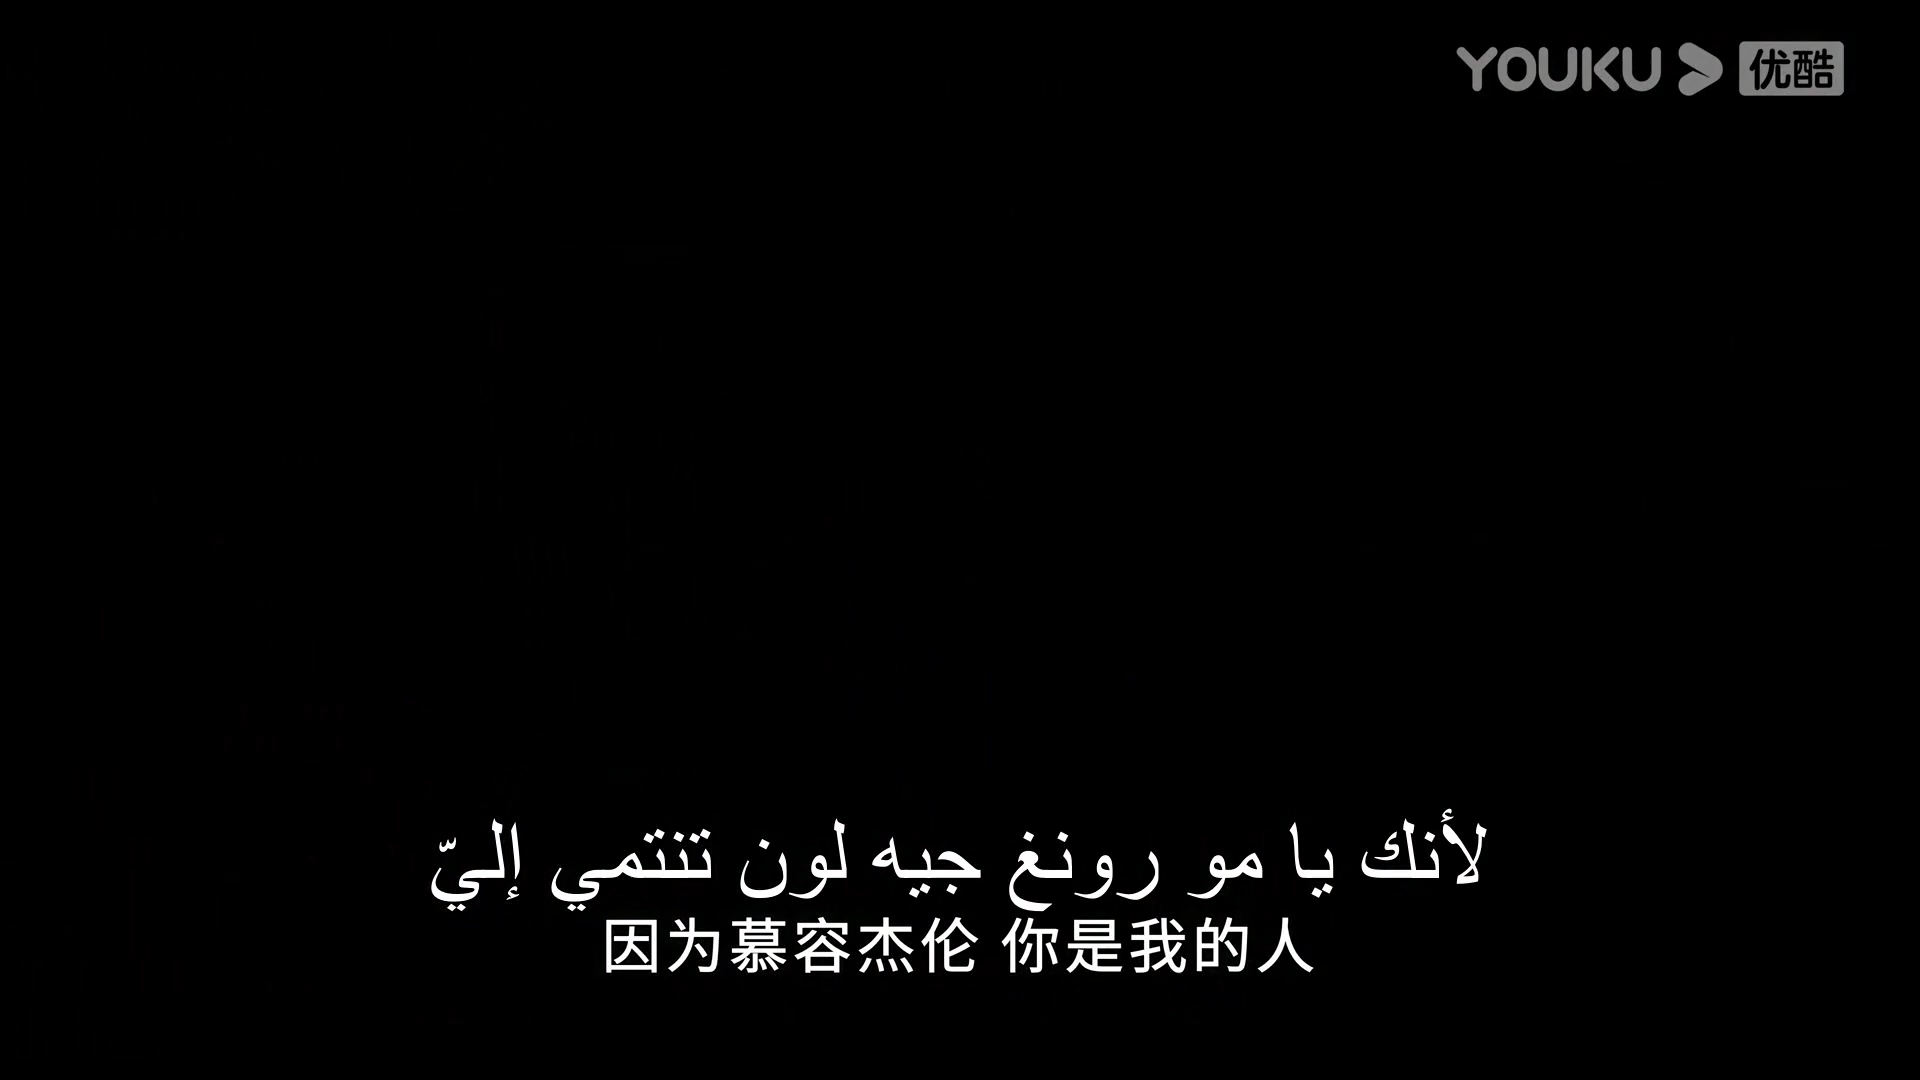 YOUKU 优酷
لأنك يا مو رونغ جيه لون تنتمي إليّ
因为慕容杰伦 你是我的人